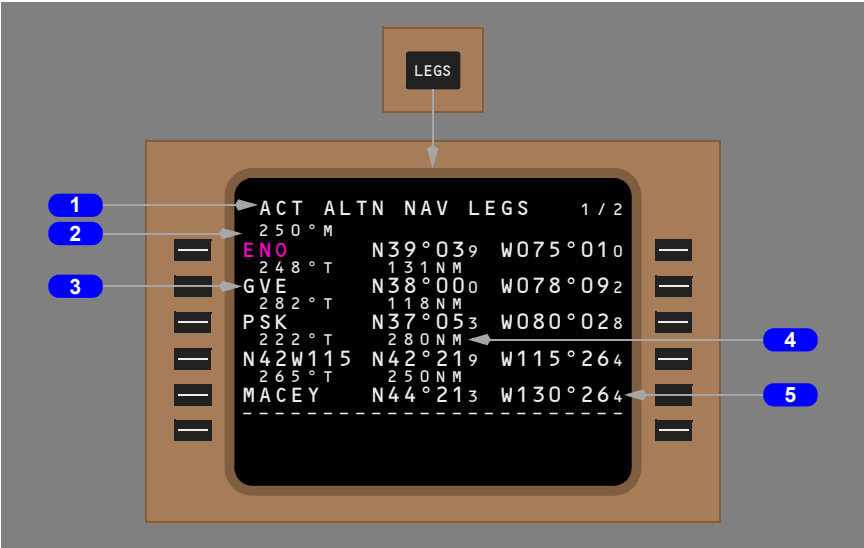 LEGS
1 ACT ALTN NAV LEGS 1/2
2 250°M
ENO N39°039 W075°010
248°T 131NM
3 GVE N38°000 W078°092
282°T 118NM
PSK N37°053 W080°028
222°T 280NM 4
N42W115 N42°219 W115°264
265°T 250NM
MACEY N44°213 W130°264 5
----------------------